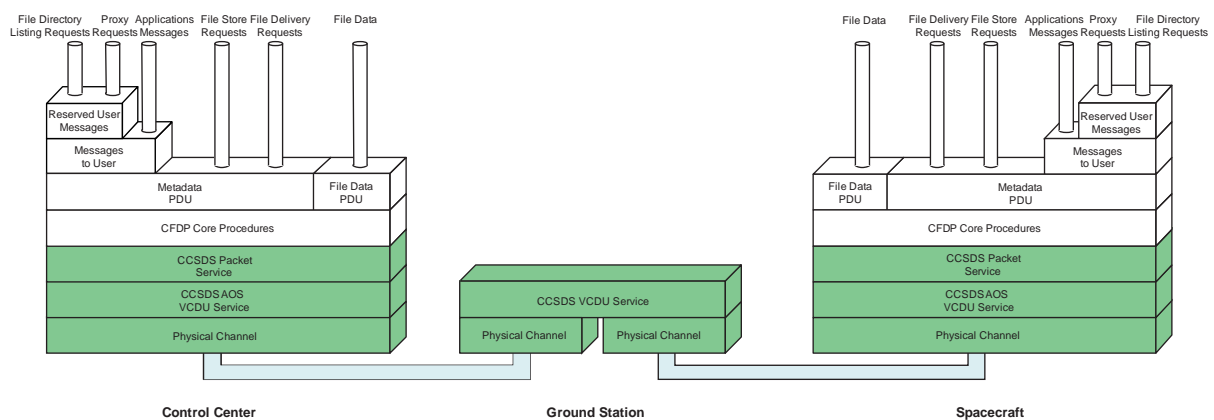 File Directory
Listing Requests
Proxy
Requests
Applications
Messages
File Store
Requests
File Delivery
Requests
File Data
Reserved User
Messages
Messages
to User
Metadata
PDU
File Data
PDU
CFDP Core Procedures
CCSDS Packet
Service
CCSDS AOS
VCDU Service
Physical Channel
Control Center
CCSDS VCDU Service
Physical Channel
Physical Channel
Ground Station
File Data
File Delivery
Requests
File Store
Requests
Applications
Messages
Proxy
Requests
File Directory
Listing Requests
Reserved User
Messages
Messages
to User
File Data
PDU
Metadata
PDU
CFDP Core Procedures
CCSDS Packet
Service
CCSDS AOS
VCDU Service
Physical Channel
Spacecraft